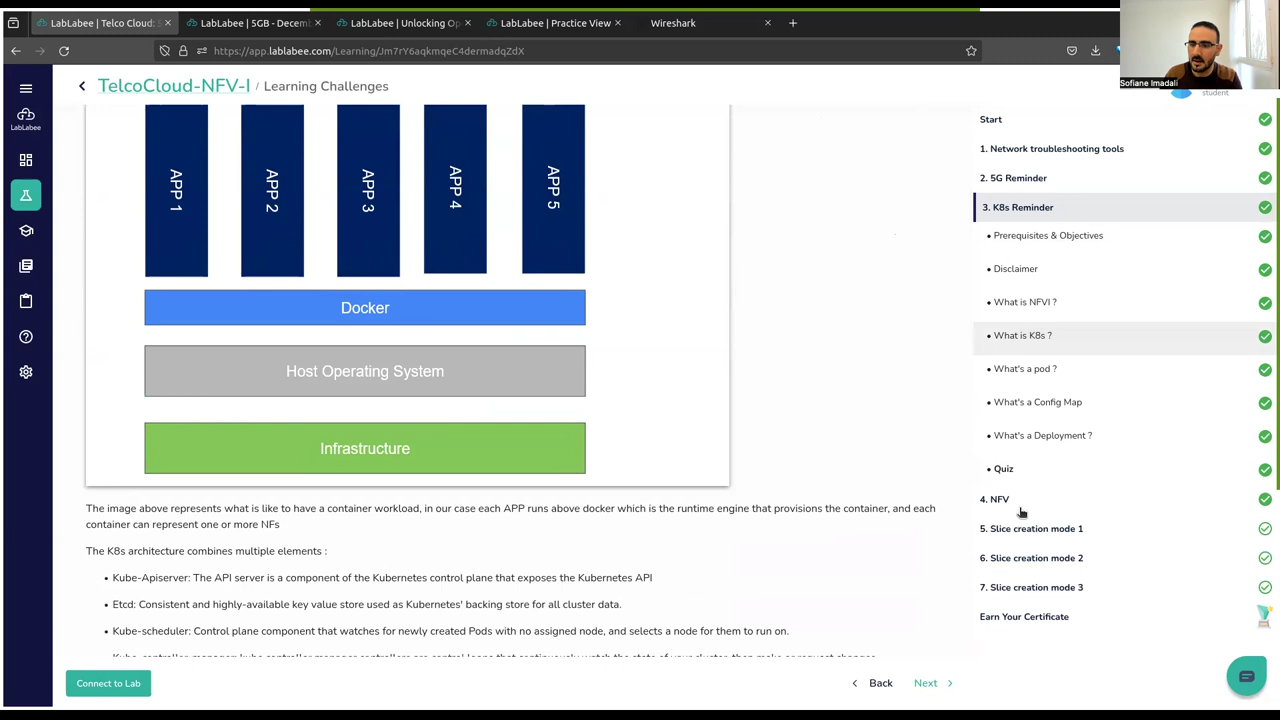 LabLabee | Telco Cloud: S
LabLabee | 5GB - Decemb
LabLabee | Unlocking Op
LabLabee | Practice View
Wireshark
https://app.lablabee.com/Learning/Jm7rY6aqkmqeC4dermadqZdX
Sofiane Imadali
student
LabLabee
TelcoCloud-NFV-I / Learning Challenges
APP 1
APP 2
APP 3
APP 4
APP 5
Docker
Host Operating System
Infrastructure
The image above represents what is like to have a container workload, in our case each APP runs above docker which is the runtime engine that provisions the container, and each
container can represent one or more NFs
The K8s architecture combines multiple elements :
• Kube-Apiserver: The API server is a component of the Kubernetes control plane that exposes the Kubernetes API
• Etcd: Consistent and highly-available key value store used as Kubernetes' backing store for all cluster data.
• Kube-scheduler: Control plane component that watches for newly created Pods with no assigned node, and selects a node for them to run on.
Connect to Lab
Back
Next
Start
1. Network troubleshooting tools
2. 5G Reminder
3. K8s Reminder
• Prerequisites & Objectives
• Disclaimer
• What is NFVI ?
• What is K8s ?
• What's a pod ?
• What's a Config Map
• What's a Deployment ?
• Quiz
4. NFV
5. Slice creation mode 1
6. Slice creation mode 2
7. Slice creation mode 3
Earn Your Certificate